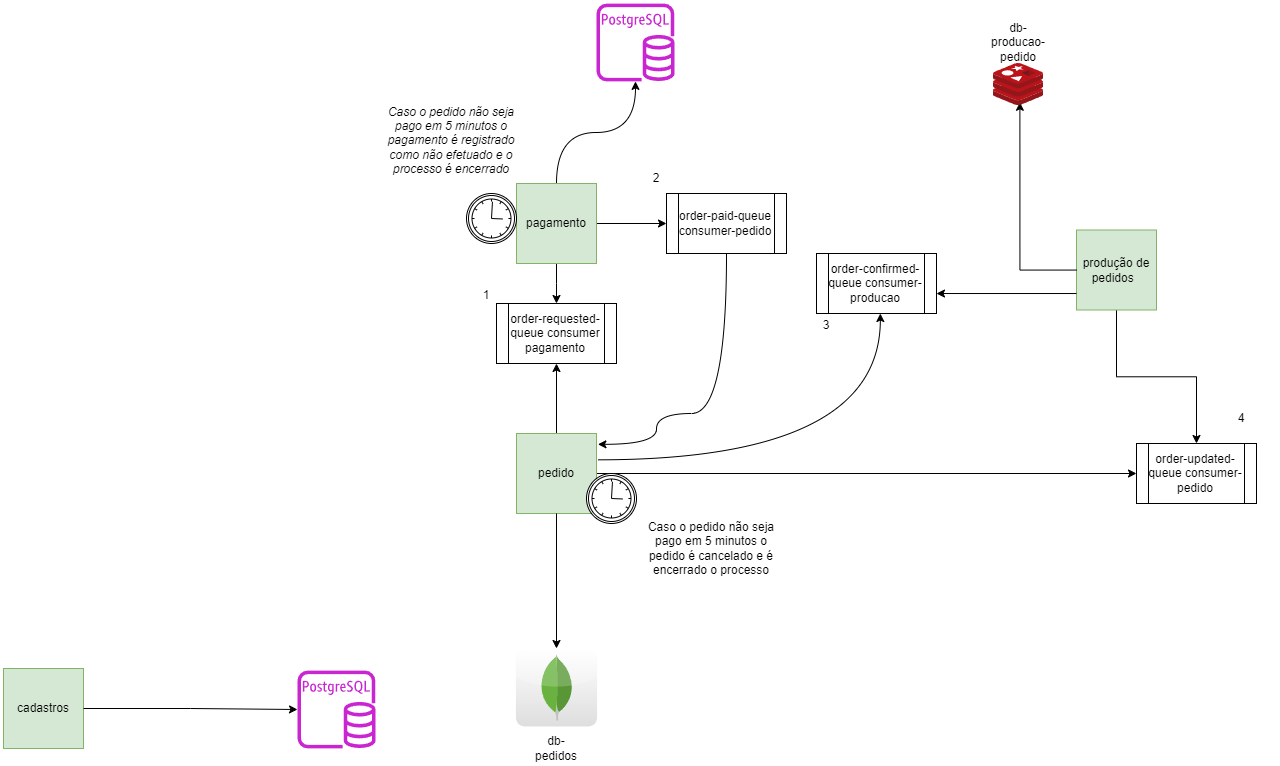 PostgreSQL
db-
producao-
pedido
Caso o pedido não seja
pago em 5 minutos o
pagamento é registrado
como não efetuado e o
processo é encerrado
2
pagamento
order-paid-queue
consumer-pedido
produção de
pedidos
order-confirmed-
queue consumer-
producao
3
1
order-requested-
queue consumer
pagamento
4
pedido
order-updated-
queue consumer-
pedido
Caso o pedido não seja
pago em 5 minutos o
pedido é cancelado e é
encerrado o processo
cadastros
PostgreSQL
db-
pedidos